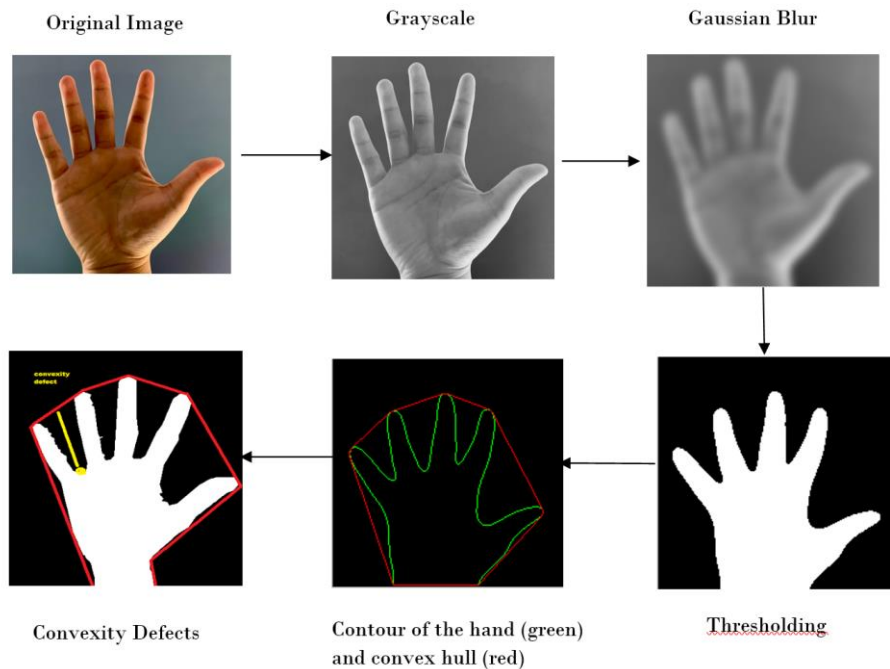 Original Image
Grayscale
Gaussian Blur
convexity
defect
Convexity Defects
Contour of the hand (green)
and convex hull (red)
Thresholding